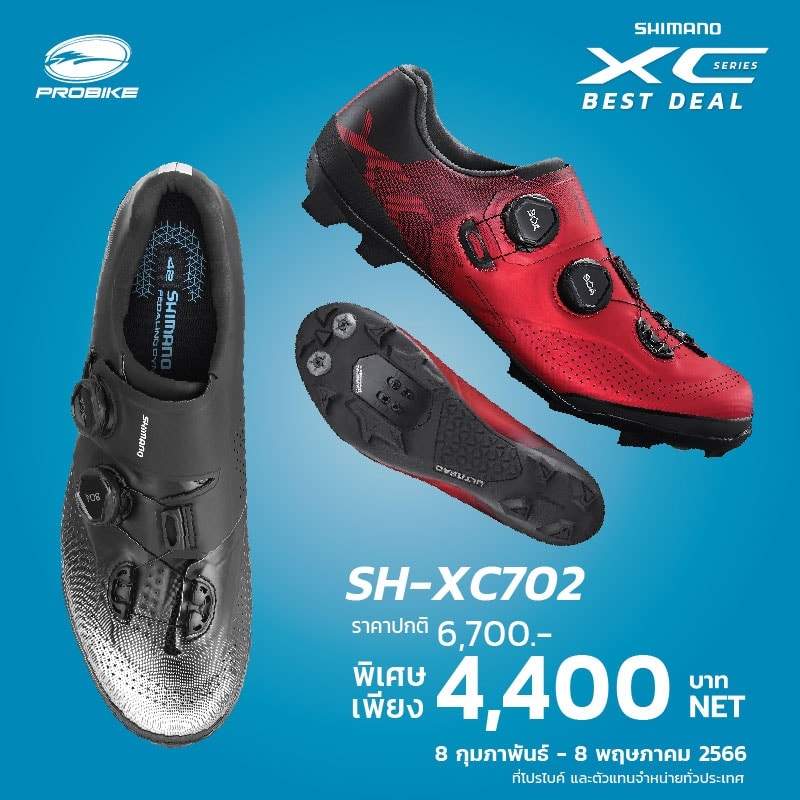 PROBIKE
SHIMANO
XC SERIES
BEST DEAL
BOA
BOA
42 SHIMANO
SHIMANO
BOA
ULTREAD
SH-XC702
ราคาปกติ 6,700.-
พิเศษเพียง 4,400 บาท NET
8 กุมภาพันธ์ - 8 พฤษภาคม 2566
ที่โปรไบค์ และตัวแทนจำหน่ายทั่วประเทศ